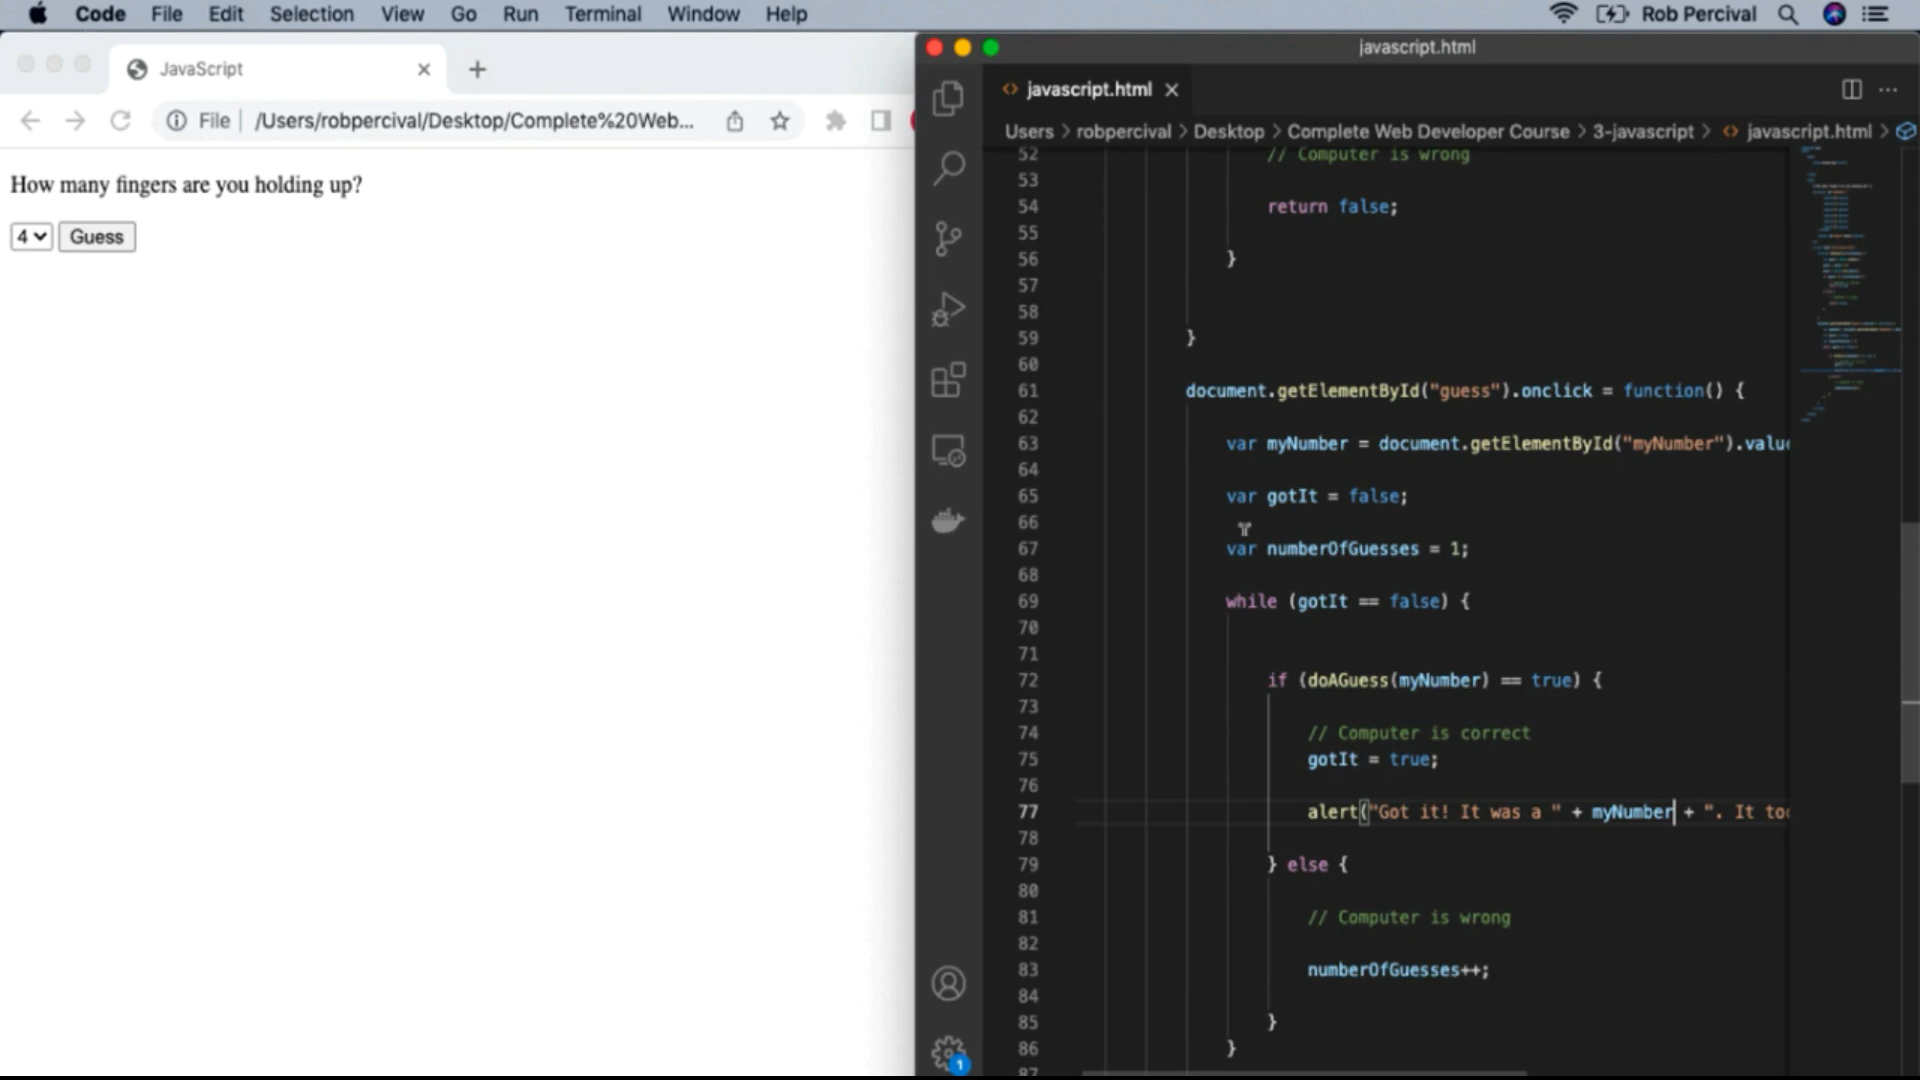 Code File Edit Selection View Go Run Terminal Window Help Rob Percival
JavaScript
File /Users/robpercival/Desktop/Complete%20Web...
How many fingers are you holding up?
4 Guess
javascript.html
javascript.html
Users > robpercival > Desktop > Complete Web Developer Course > 3-javascript > javascript.html >
52 // Computer is wrong
53
54 return false;
55
56 }
57
58
59 }
60
61 document.getElementById("guess").onclick = function() {
62
63 var myNumber = document.getElementById("myNumber").valu
64
65 var gotIt = false;
66
67 var numberOfGuesses = 1;
68
69 while (gotIt == false) {
70
71
72 if (doAGuess(myNumber) == true) {
73
74 // Computer is correct
75 gotIt = true;
76
77 alert("Got it! It was a " + myNumber + ". It too
78
79 } else {
80
81 // Computer is wrong
82
83 numberOfGuesses++;
84
85 }
86 }
87
1